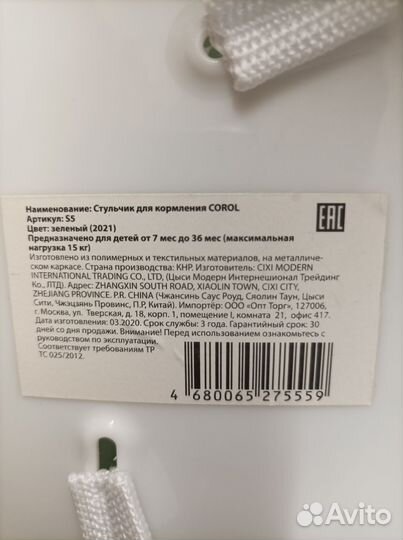 Наименование: Стульчик для кормления COROL
Артикул: S5
Цвет: зеленый (2021)
Предназначено для детей от 7 мес до 36 мес (максимальная
нагрузка 15 кг)
EAC
Изготовлено из полимерных и текстильных материалов, на металличе-
ском каркасе. Страна производства: КНР. Изготовитель: CIXI MODERN
INTERNATIONAL TRADING CO., LTD, (Цыси Модерн Интернешионал Трейдинг
Ко., ЛТД). Адрес: ZHANGXIN SOUTH ROAD, XIAOLIN TOWN, CIXI CITY,
ZHEJIANG PROVINCE. P.R. CHINA (Чжансинь Саус Роуд, Сяолин Таун, Цыси
Сити, Чжэцзянь Провинс, П.Р, Китай). Импортёр: ООО «Опт Торг», 127006,
г. Москва, ул. Тверская, д. 18, корп. 1, помещение I, комната 21, офис 417.
Дата изготовления: 03.2020. Срок службы: 3 года. Гарантийный срок: 30
дней со дня продажи. Внимание! Перед использованием ознакомьтесь с
руководством по эксплуатации.
Соответствует требованиям ТР
ТС 025/2012.
4 680065 275559
Avito